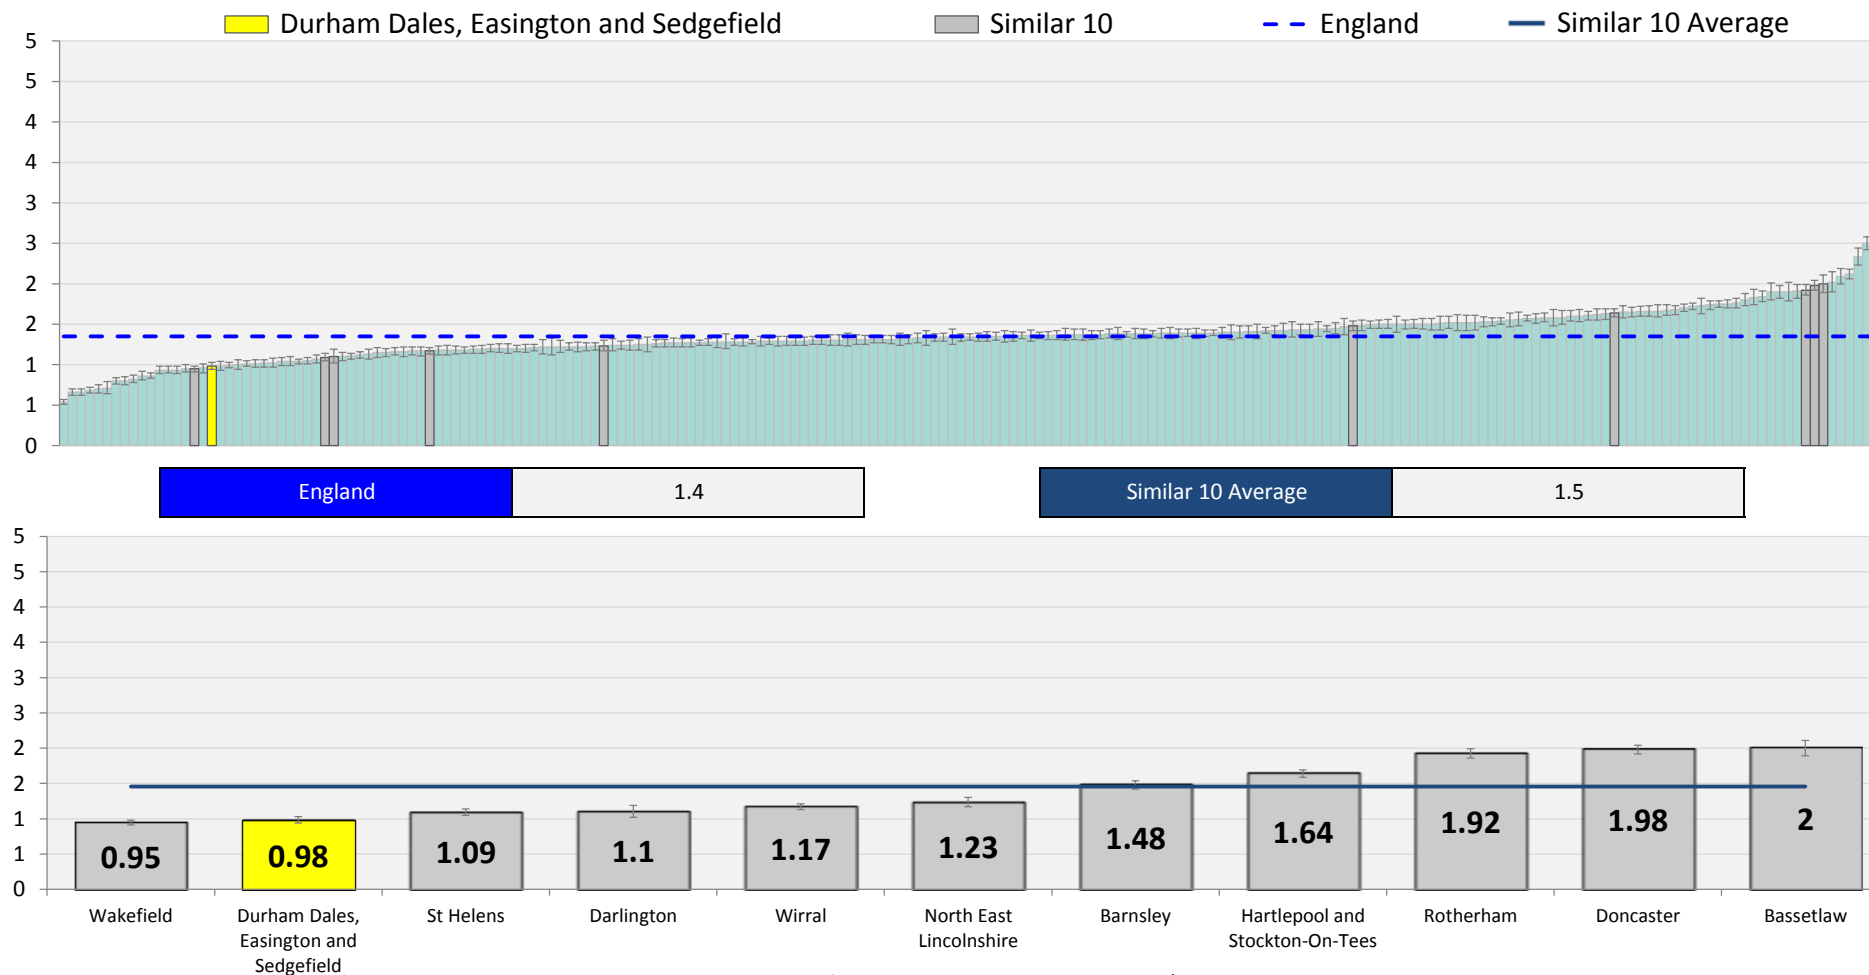 Durham Dales, Easington and Sedgefield Similar 10 England Similar 10 Average
5
5
4
4
3
3
2
2
1
1
0
England 1.4 Similar 10 Average 1.5
5
5
4
4
3
3
2
2
1
1
0
0.95 0.98 1.09 1.1 1.17 1.23 1.48 1.64 1.92 1.98 2
Wakefield
Durham Dales,
Easington and
Sedgefield
St Helens
Darlington
Wirral
North East
Lincolnshire
Barnsley
Hartlepool and
Stockton-On-Tees
Rotherham
Doncaster
Bassetlaw